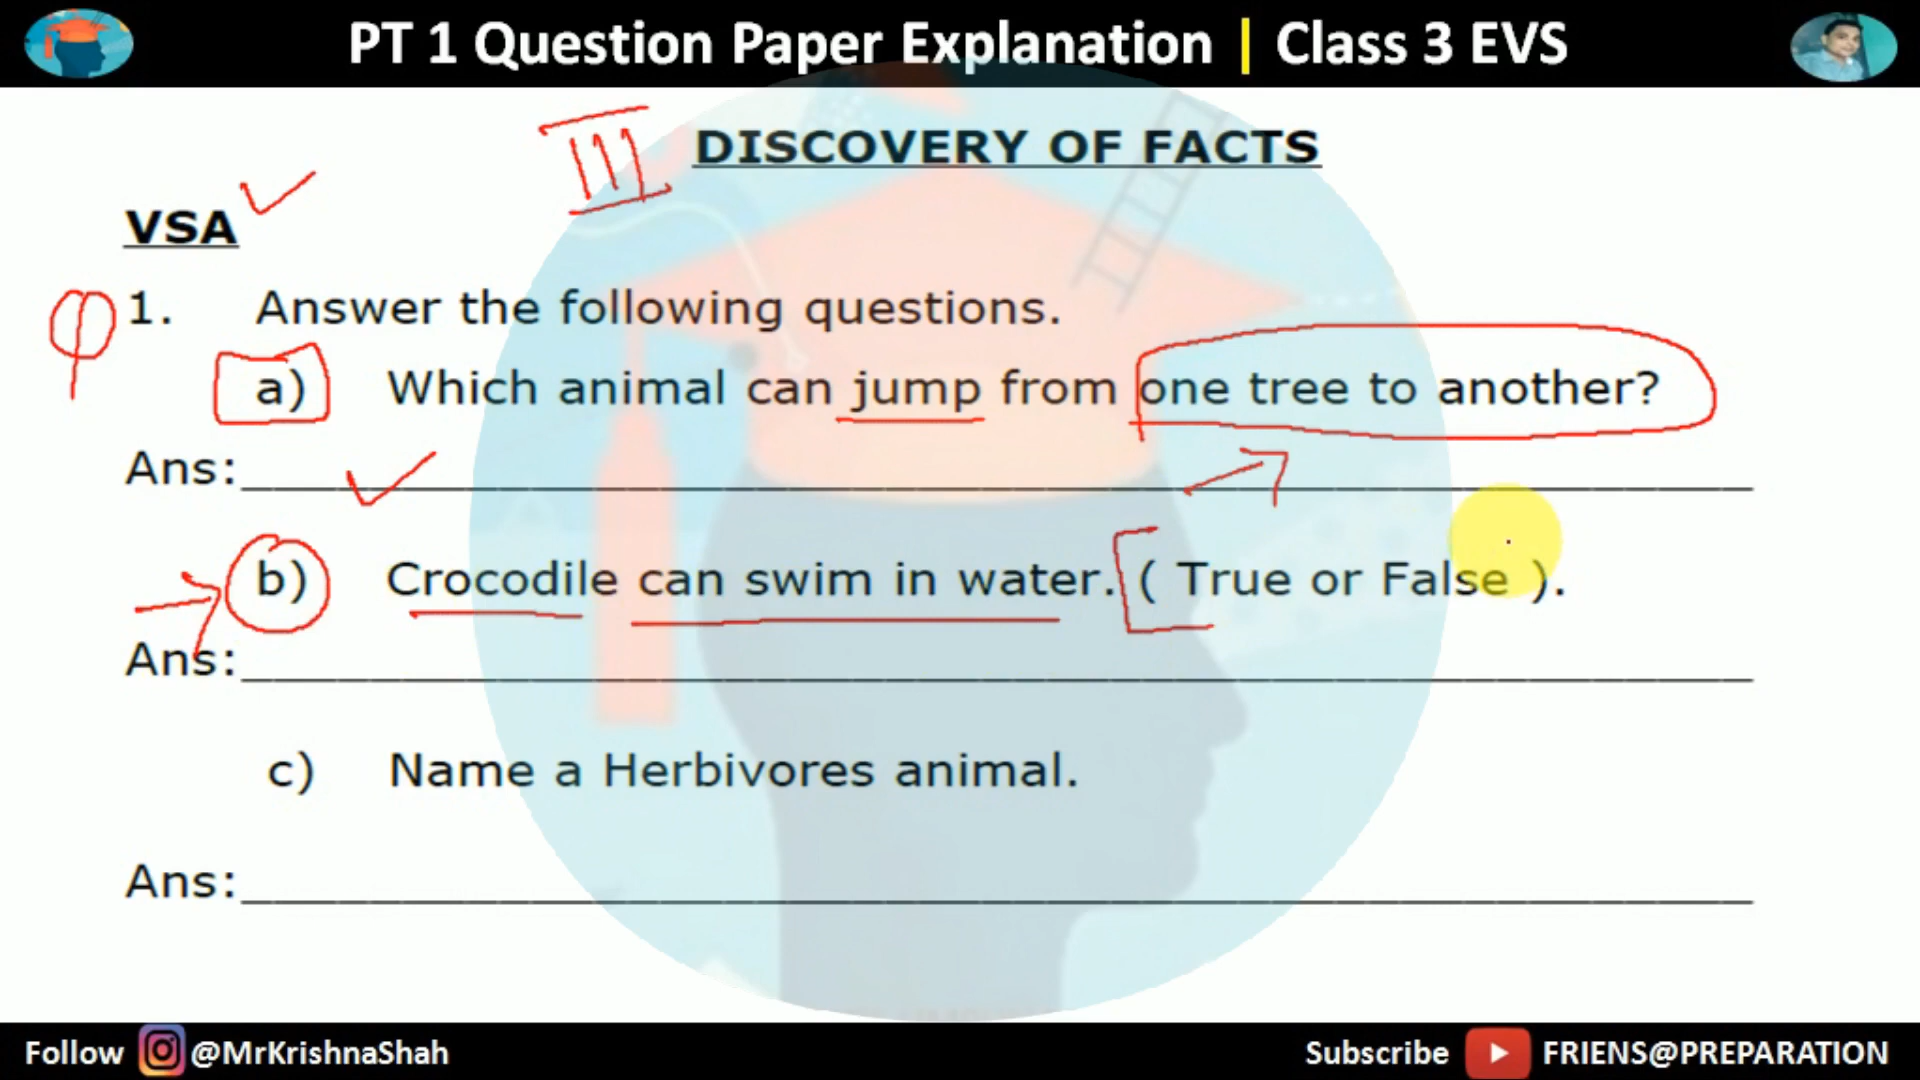 PT 1 Question Paper Explanation | Class 3 EVS
III DISCOVERY OF FACTS
VSA
1. Answer the following questions.
a) Which animal can jump from one tree to another?
Ans:
b) Crocodile can swim in water. ( True or False ).
Ans:
c) Name a Herbivores animal.
Ans:
Follow @MrKrishnaShah
Subscribe FRIENS@PREPARATION